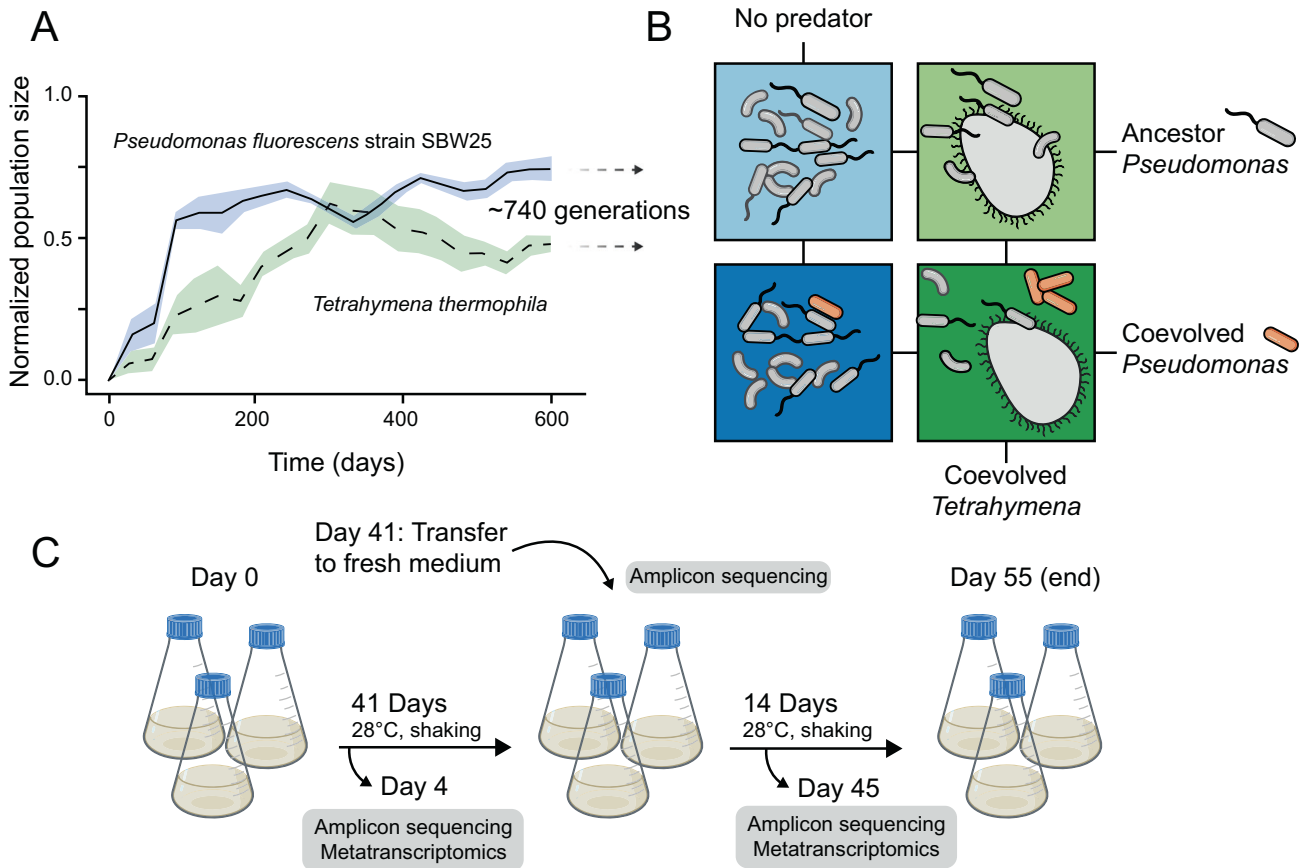 A
Normalized population size
1.0
0.5
0.0
Pseudomonas fluorescens strain SBW25
~740 generations
Tetrahymena thermophila
0
200
400
600
Time (days)
B
No predator
Ancestor
Pseudomonas
Coevolved
Pseudomonas
Coevolved
Tetrahymena
C
Day 0
Day 41: Transfer
to fresh medium
Amplicon sequencing
Day 55 (end)
41 Days
28°C, shaking
Day 4
Amplicon sequencing
Metatranscriptomics
14 Days
28°C, shaking
Day 45
Amplicon sequencing
Metatranscriptomics